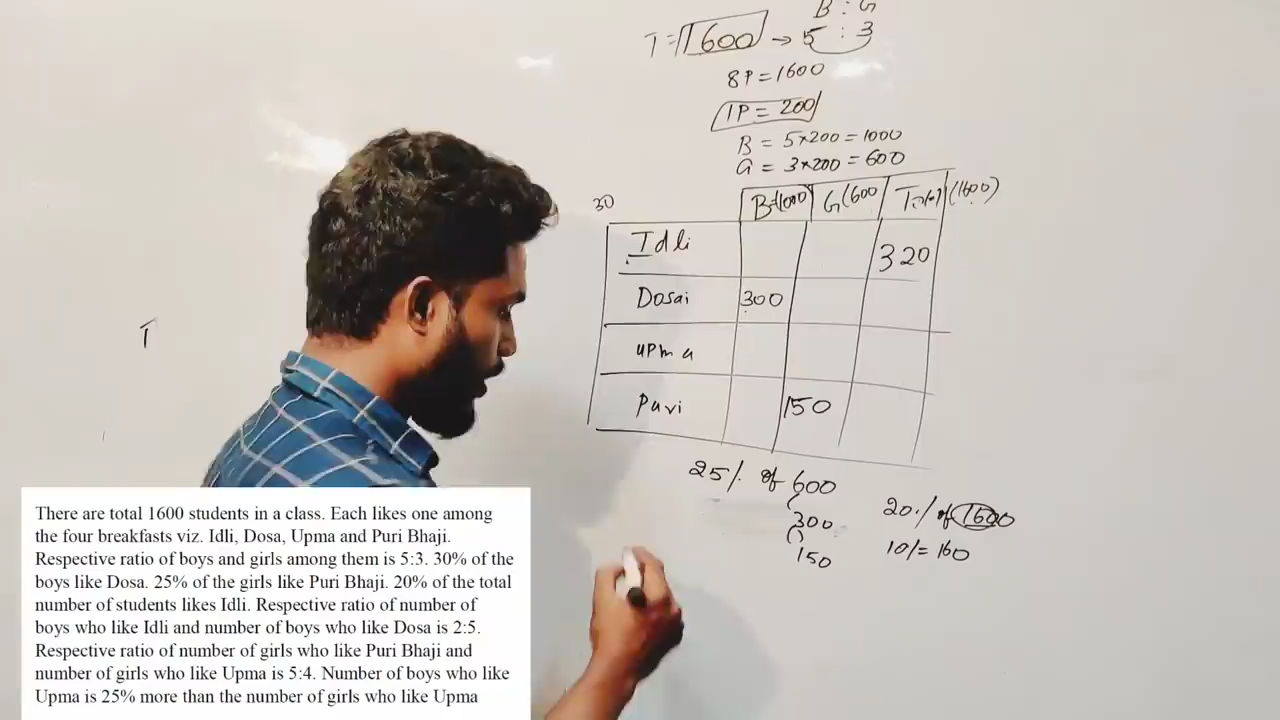 B : G
T = 1600 → 5 : 3
8P = 1600
1P = 200
B = 5×200 = 1000
G = 3×200 = 600
30
B=(1000) G(600 (1600)
Idli 320
Dosai 300
upma
Puri 150
25% of 600
300
150
20% of 1600
10% = 160
T
There are total 1600 students in a class. Each likes one among
the four breakfasts viz. Idli, Dosa, Upma and Puri Bhaji.
Respective ratio of boys and girls among them is 5:3. 30% of the
boys like Dosa. 25% of the girls like Puri Bhaji. 20% of the total
number of students likes Idli. Respective ratio of number of
boys who like Idli and number of boys who like Dosa is 2:5.
Respective ratio of number of girls who like Puri Bhaji and
number of girls who like Upma is 5:4. Number of boys who like
Upma is 25% more than the number of girls who like Upma